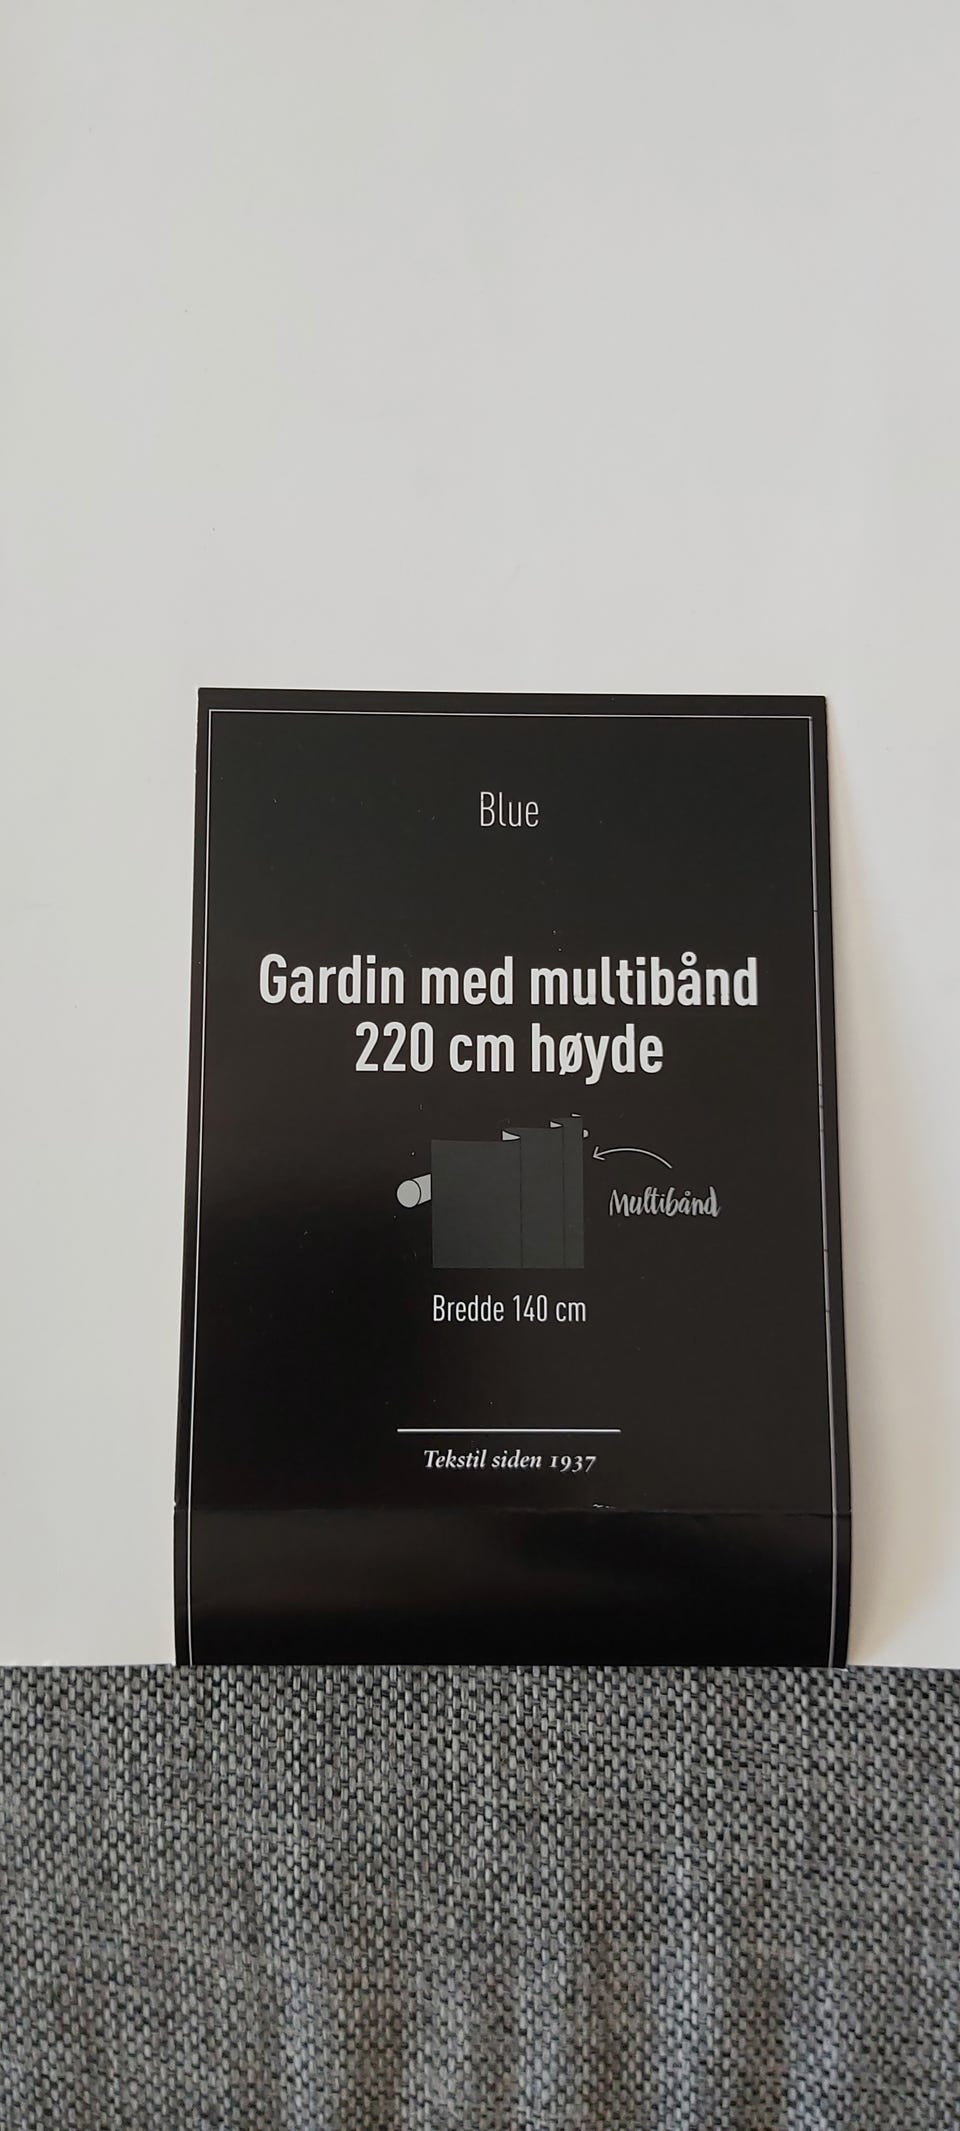 Blue
Gardin med multibånd
220 cm høyde
Multibånd
Bredde 140 cm
Tekstil siden 1937